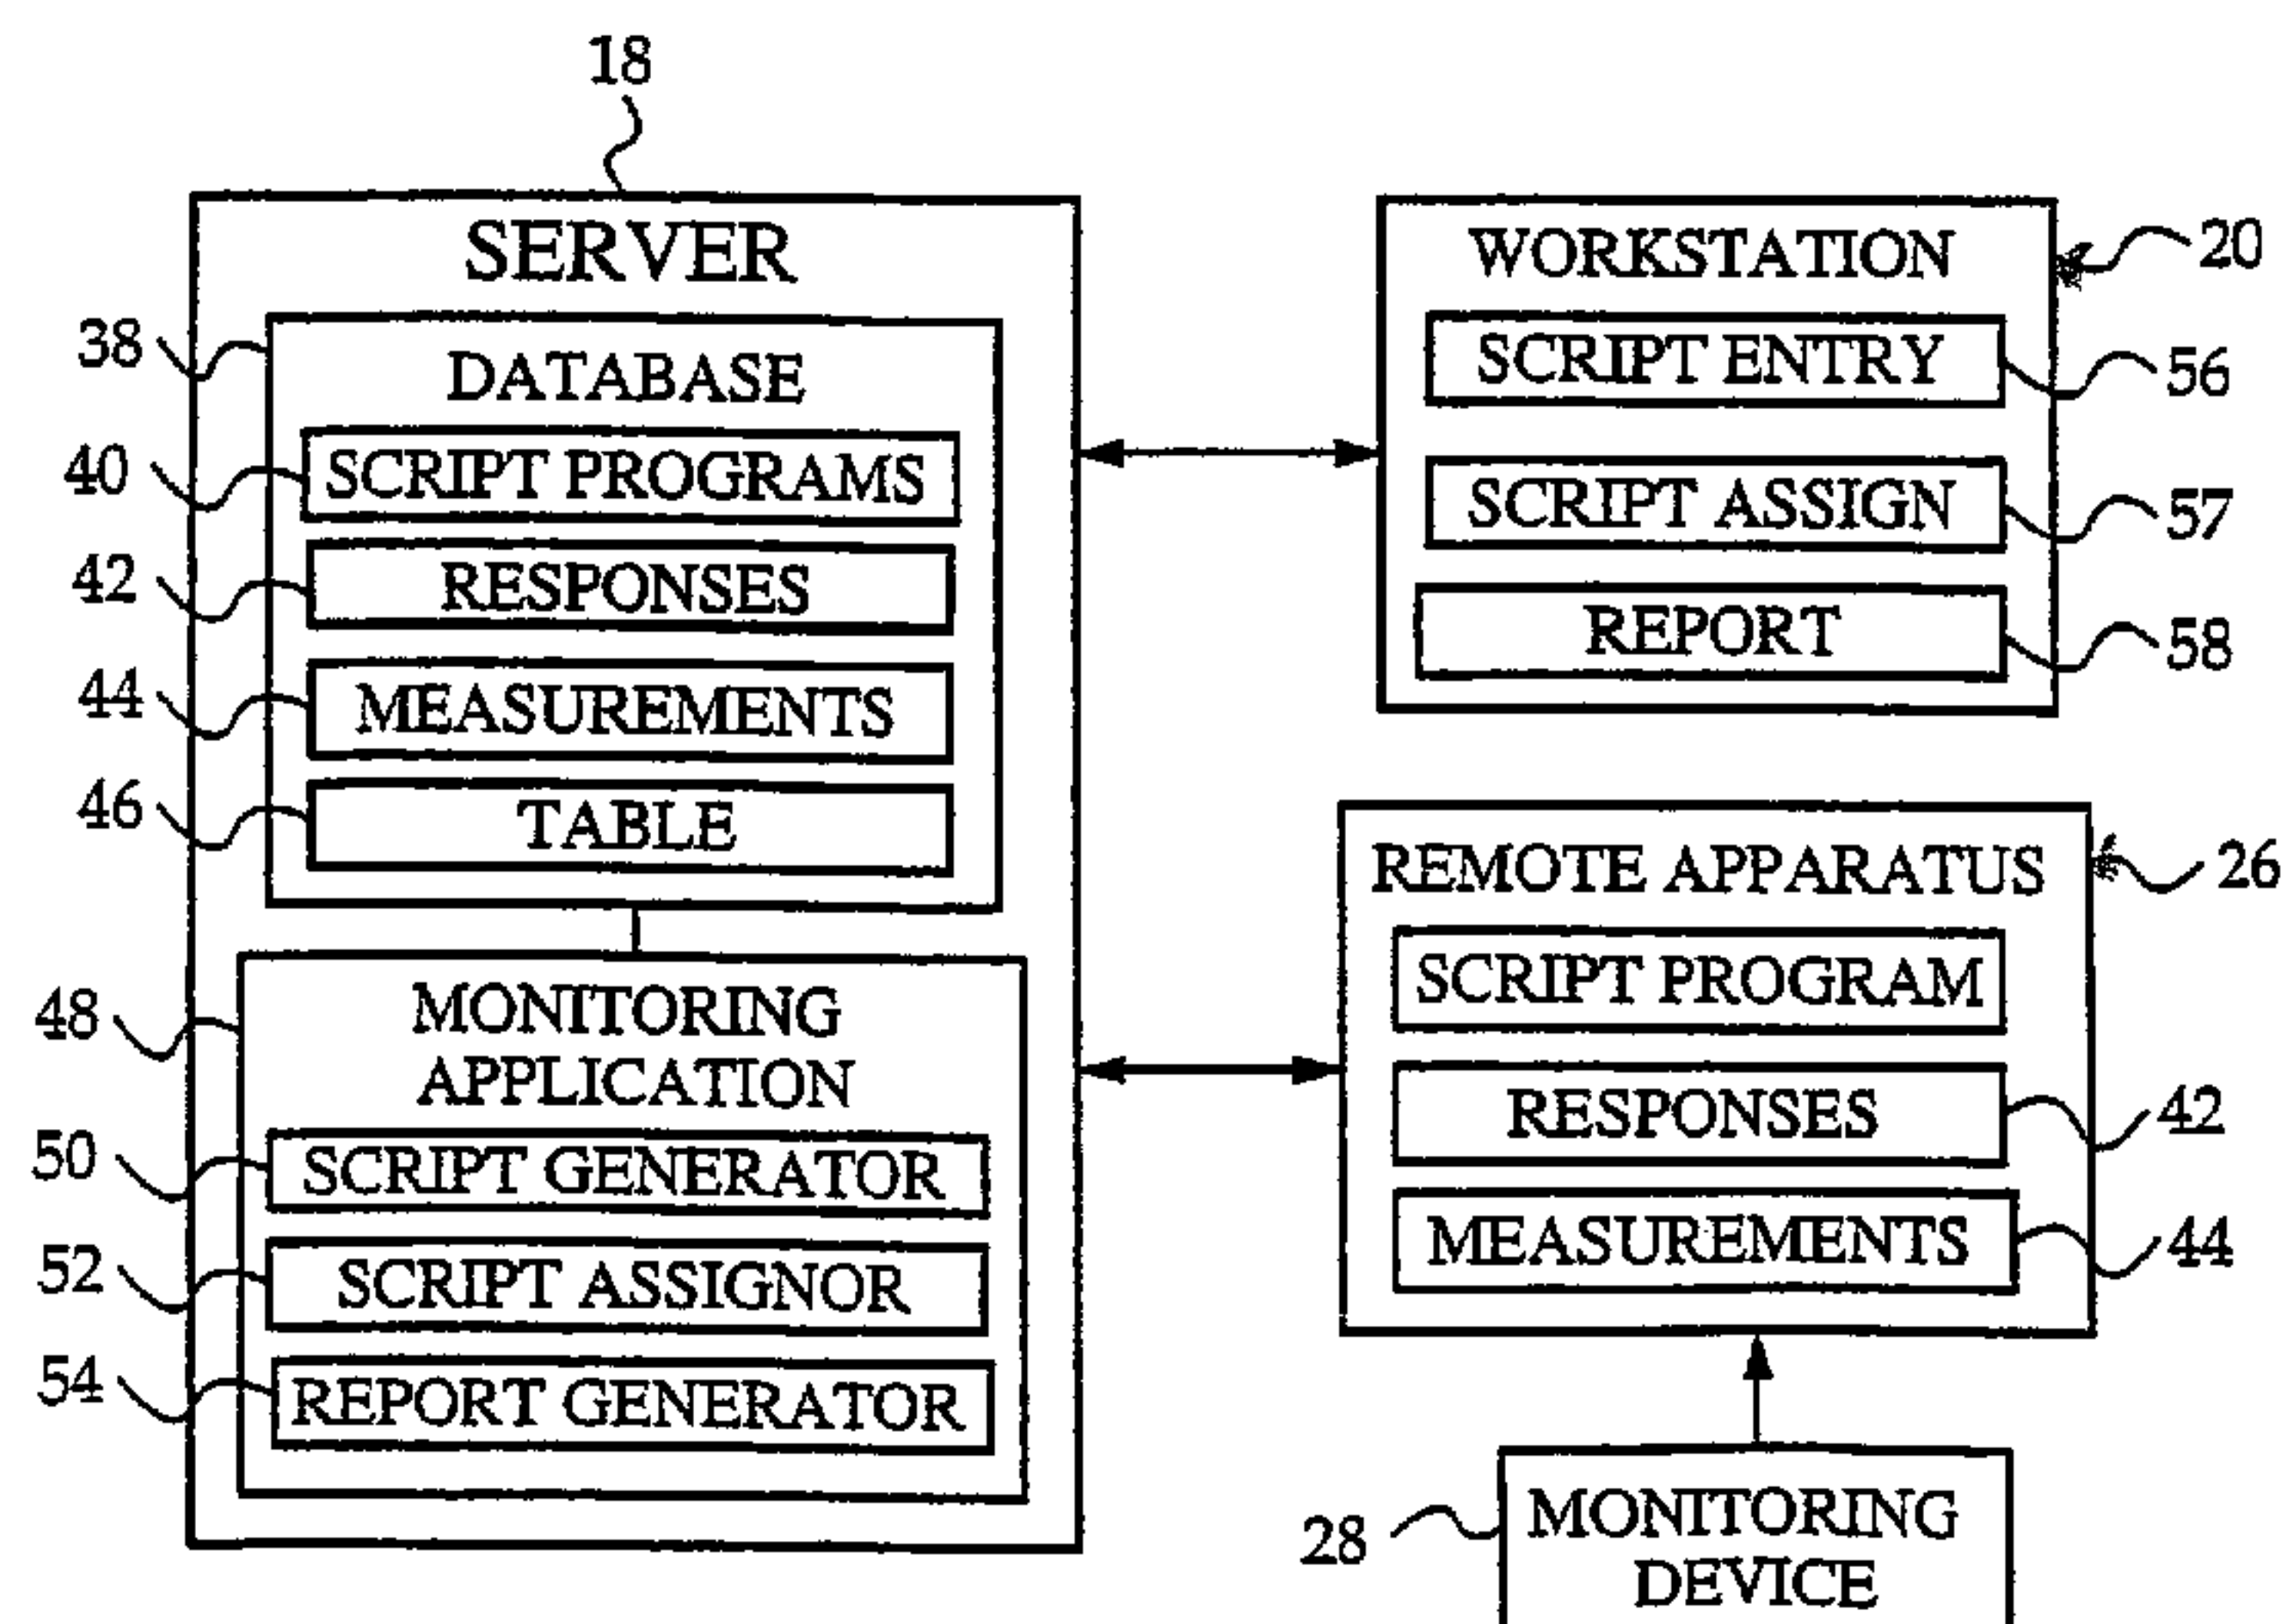 18
SERVER
38
DATABASE
40
SCRIPT PROGRAMS
42
RESPONSES
44
MEASUREMENTS
46
TABLE
48
MONITORING
APPLICATION
50
SCRIPT GENERATOR
52
SCRIPT ASSIGNOR
54
REPORT GENERATOR
WORKSTATION
20
SCRIPT ENTRY
56
SCRIPT ASSIGN
57
REPORT
58
REMOTE APPARATUS
26
SCRIPT PROGRAM
RESPONSES
42
MEASUREMENTS
44
28
MONITORING
DEVICE